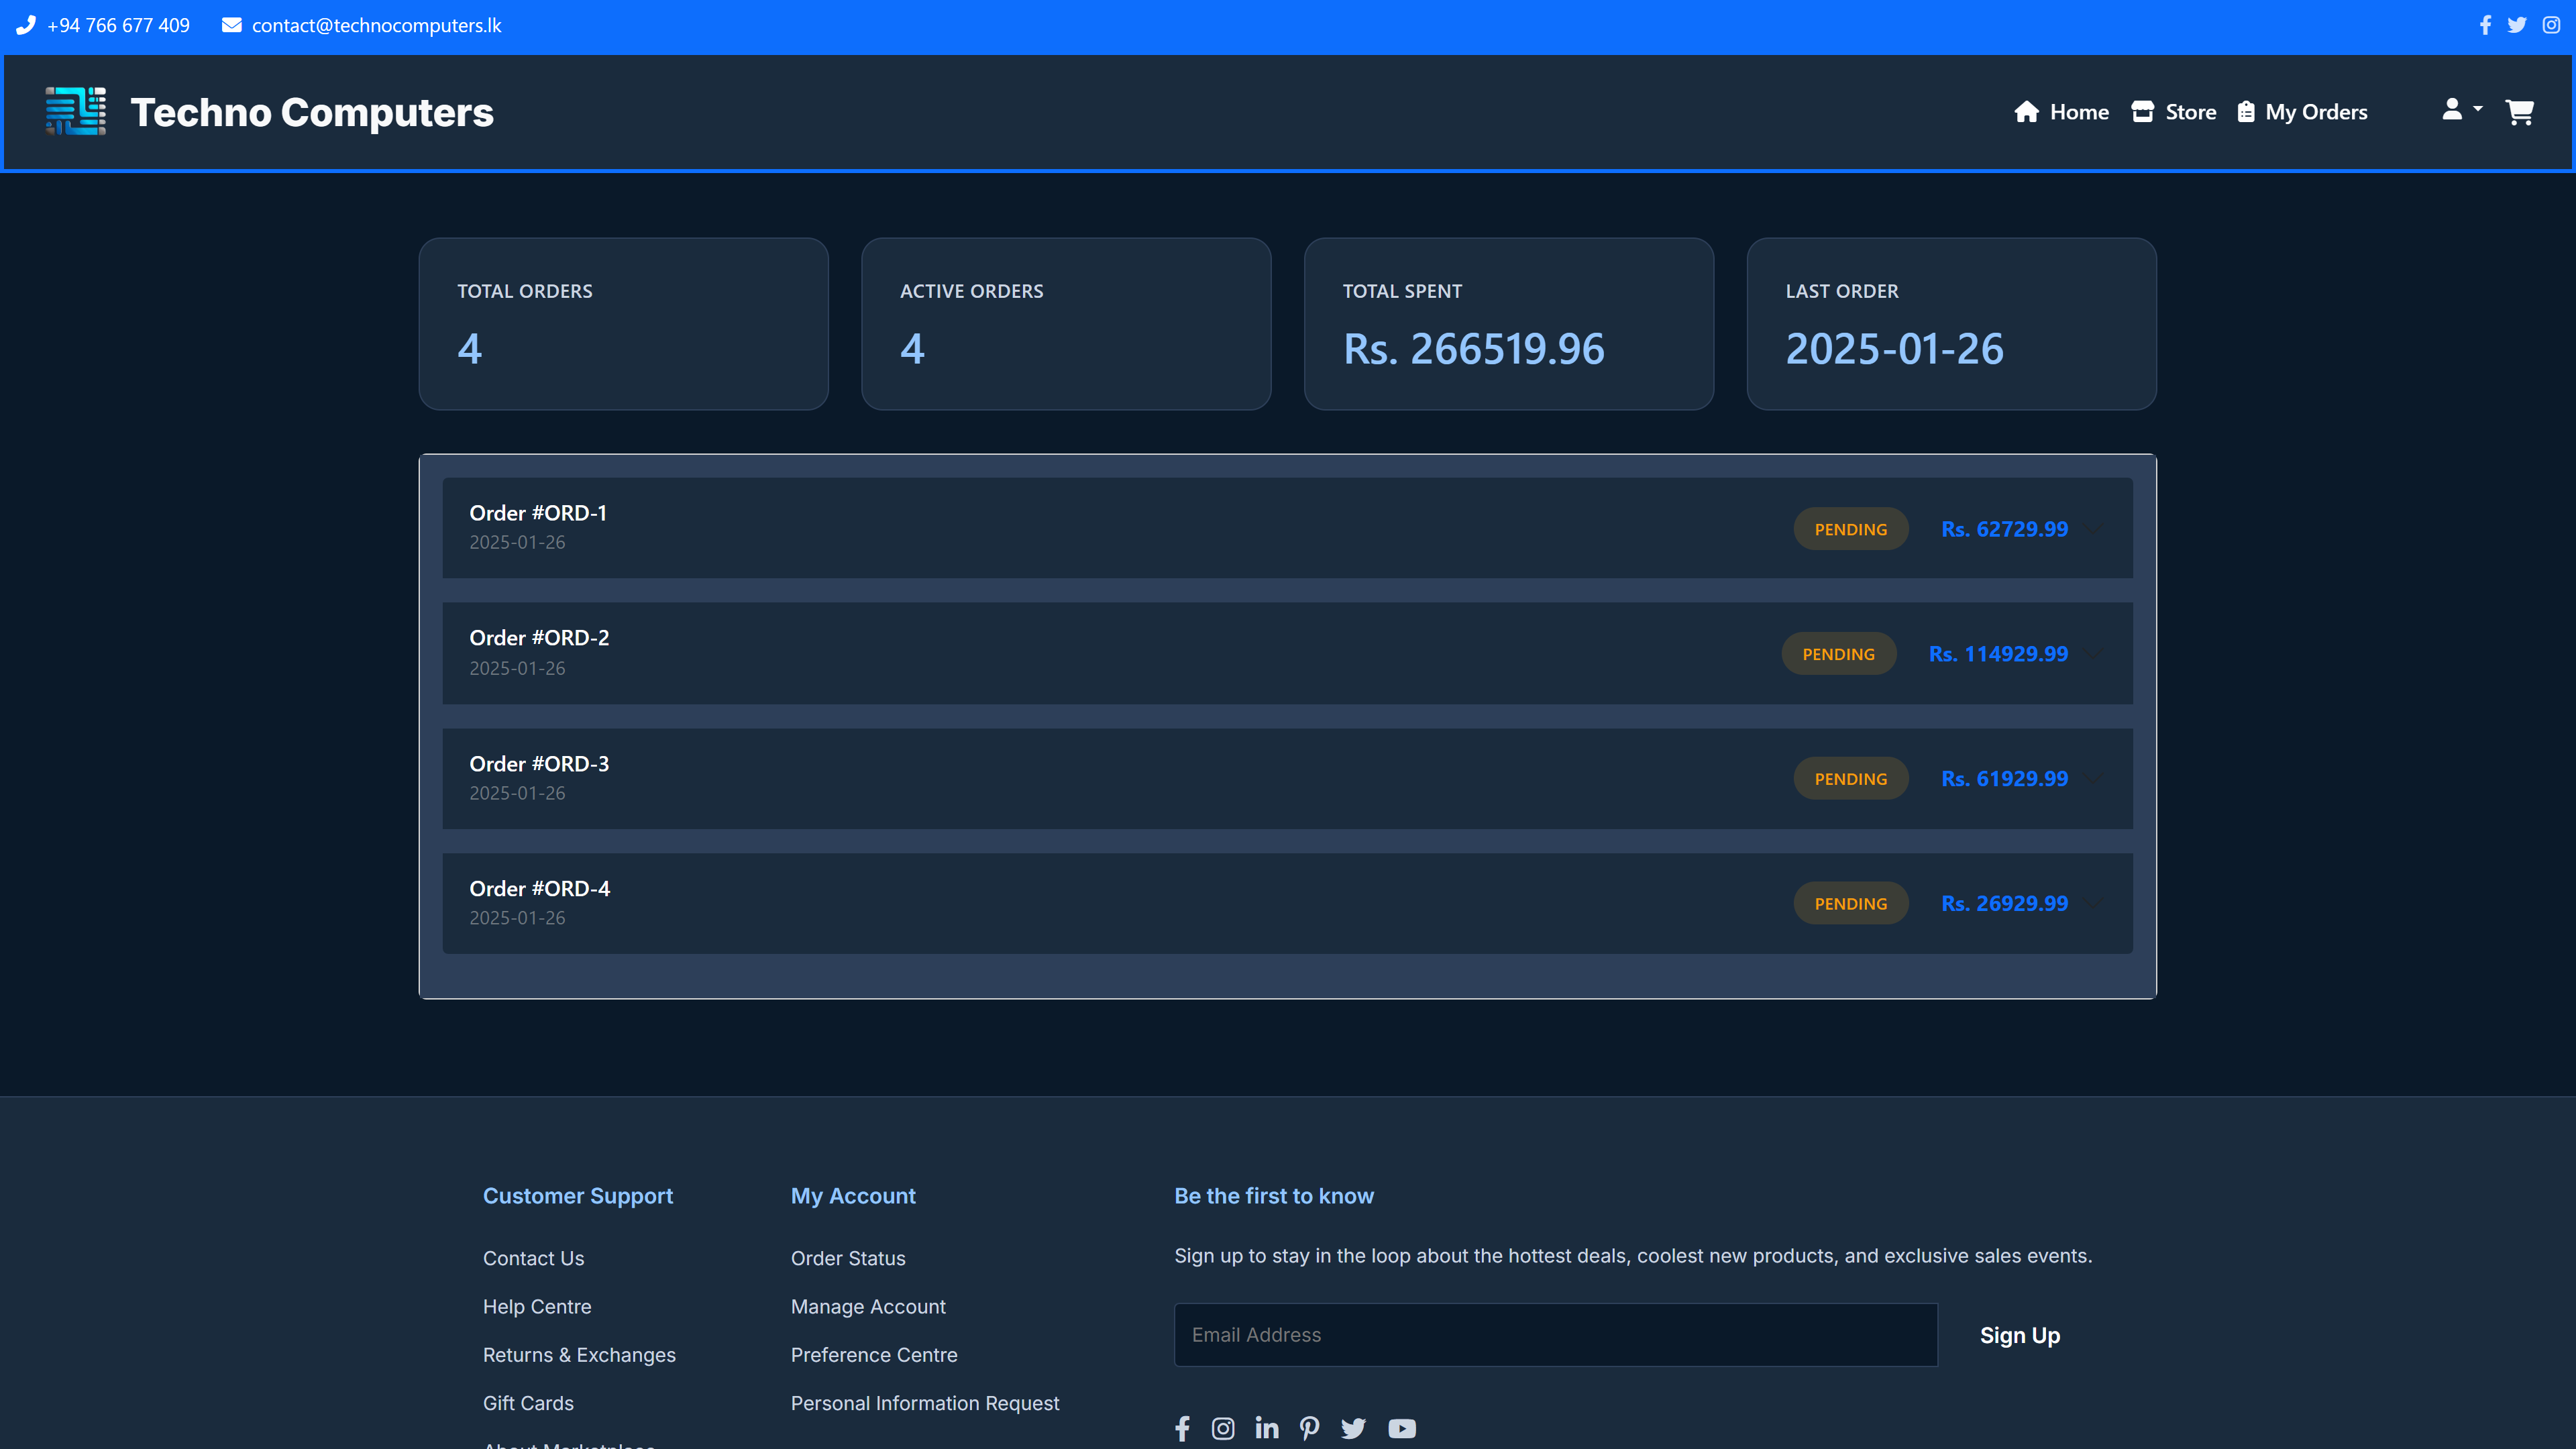 +94 766 677 409 contact@technocomputers.lk
Techno Computers Home Store My Orders
TOTAL ORDERS
4
ACTIVE ORDERS
4
TOTAL SPENT
Rs. 266519.96
LAST ORDER
2025-01-26
Order #ORD-1
2025-01-26
PENDING Rs. 62729.99
Order #ORD-2
2025-01-26
PENDING Rs. 114929.99
Order #ORD-3
2025-01-26
PENDING Rs. 61929.99
Order #ORD-4
2025-01-26
PENDING Rs. 26929.99
Customer Support
Contact Us
Help Centre
Returns & Exchanges
Gift Cards
About Marketplace
My Account
Order Status
Manage Account
Preference Centre
Personal Information Request
Be the first to know
Sign up to stay in the loop about the hottest deals, coolest new products, and exclusive sales events.
Email Address Sign Up